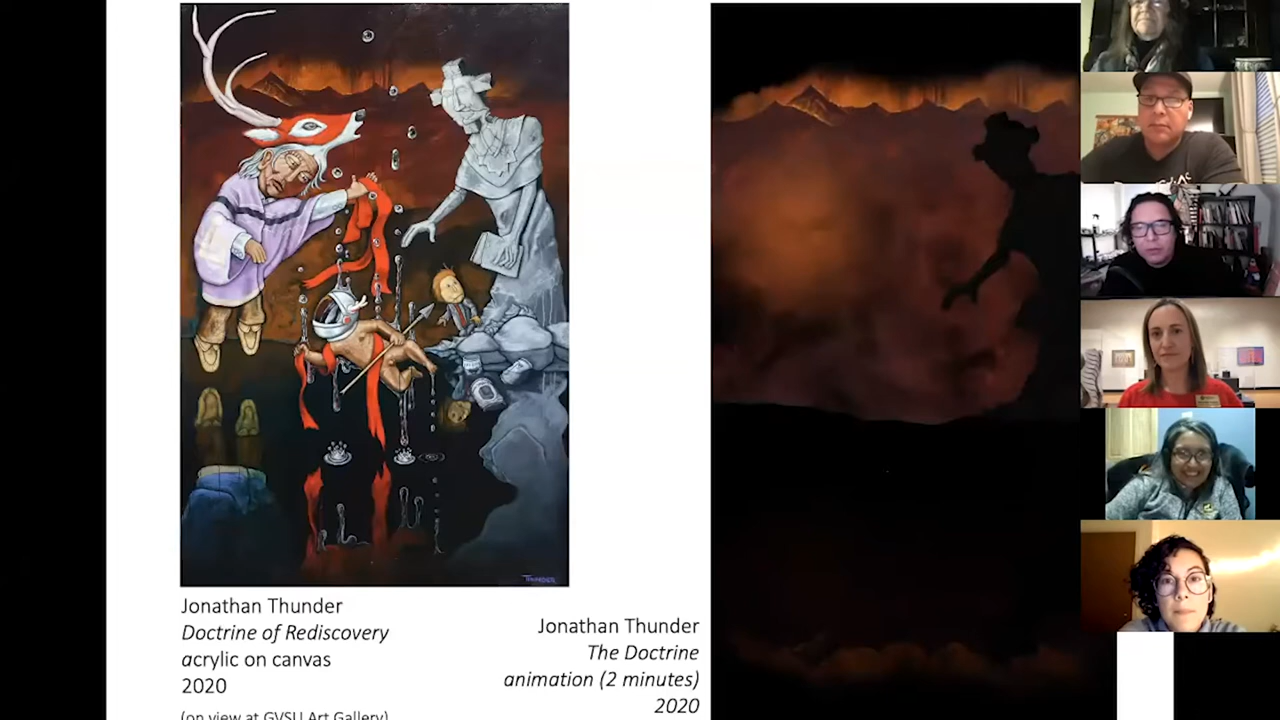 THUNDER
Jonathan Thunder
Doctrine of Rediscovery
acrylic on canvas
2020
(on view at GVSU Art Gallery)
Jonathan Thunder
The Doctrine
animation (2 minutes)
2020